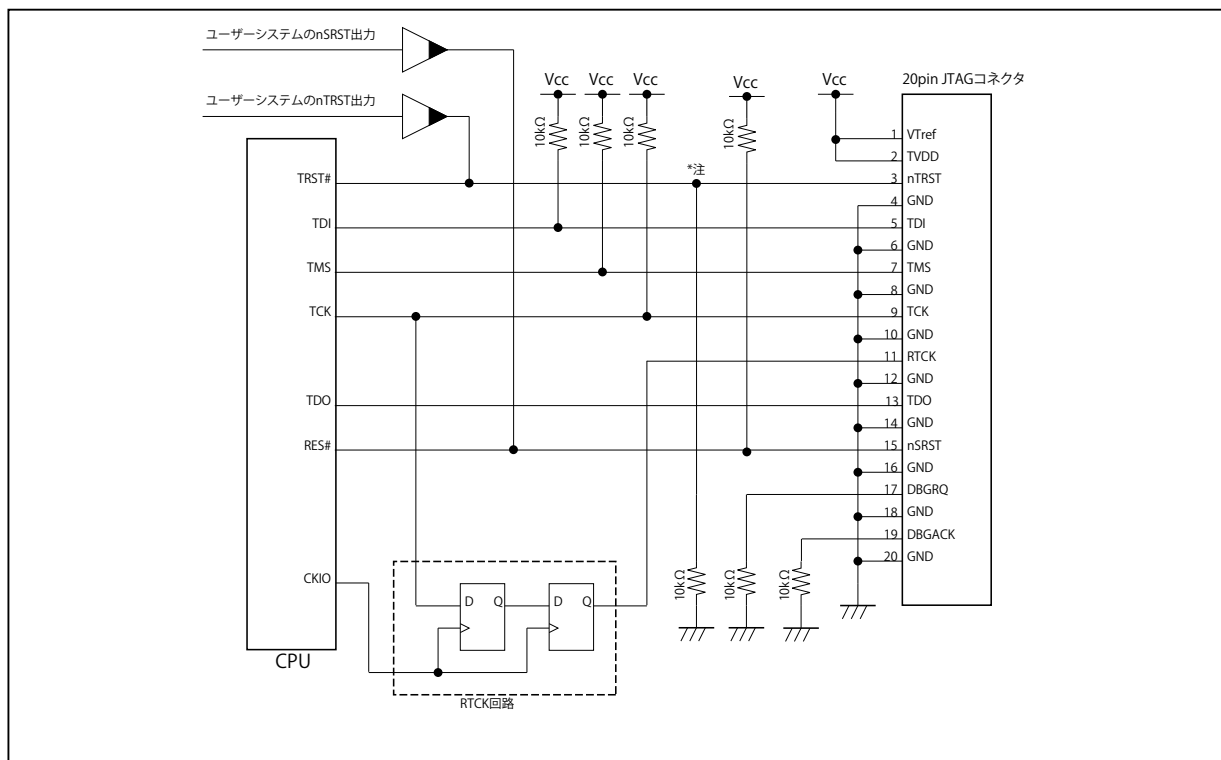 ユーザーシステムのnSRST出力
ユーザーシステムのnTRST出力
Vcc
Vcc
Vcc
Vcc
Vcc
20pin JTAGコネクタ
10kΩ
10kΩ
10kΩ
10kΩ
*注
TRST#
TDI
TMS
TCK
TDO
RES#
CKIO
CPU
1 VTref
2 TVDD
3 nTRST
4 GND
5 TDI
6 GND
7 TMS
8 GND
9 TCK
10 GND
11 RTCK
12 GND
13 TDO
14 GND
15 nSRST
16 GND
17 DBGRQ
18 GND
19 DBGACK
20 GND
D Q
D Q
10kΩ
10kΩ
10kΩ
RTCK回路